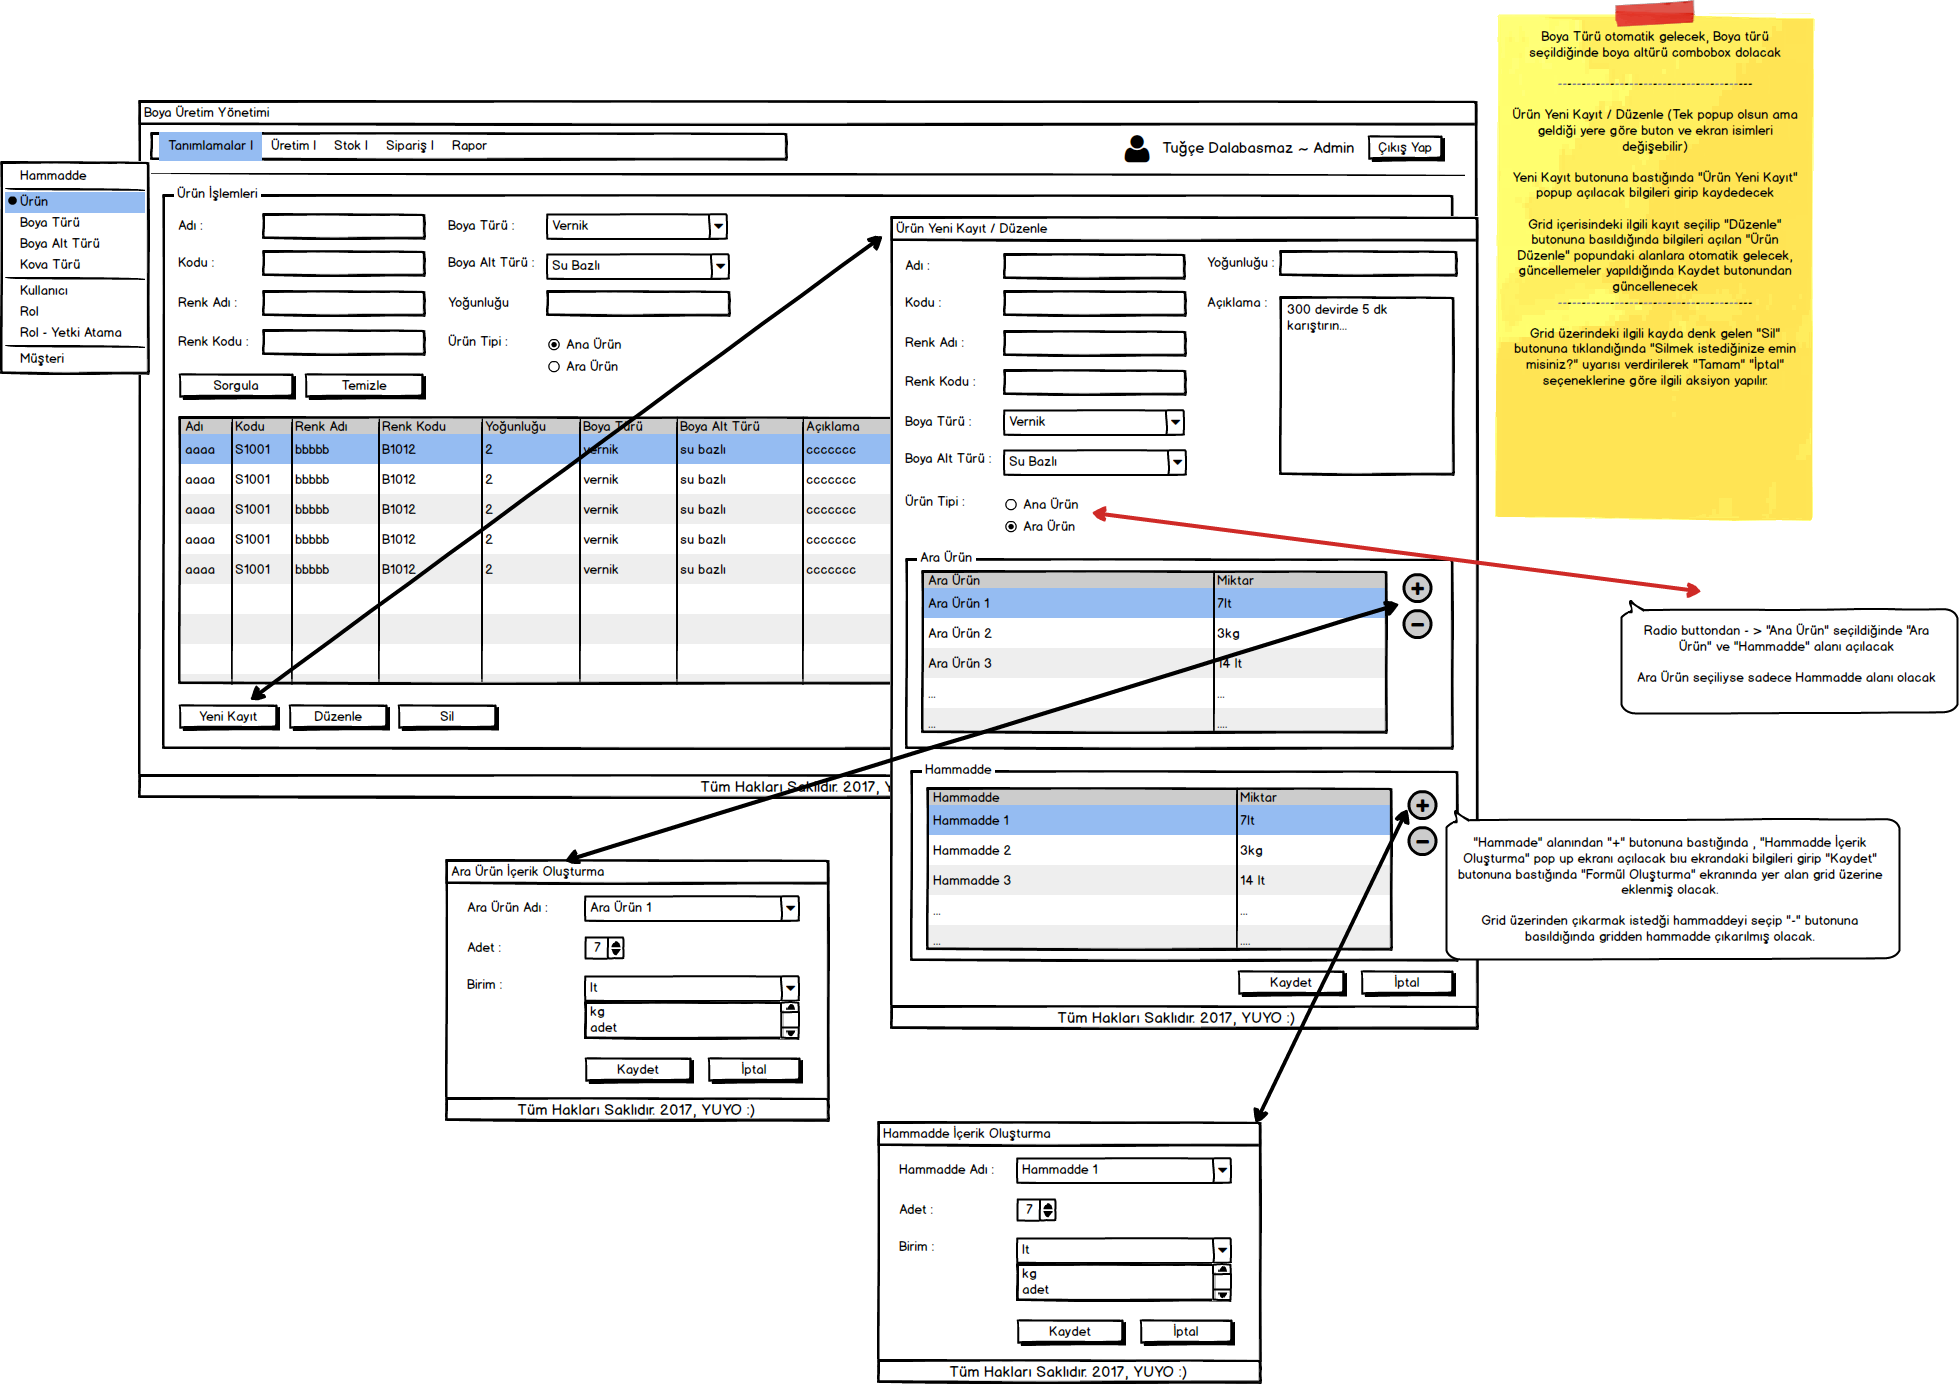 Boya Türü otomatik gelecek, Boya türü
seçildiğinde boya altürü combobox dolacak
----------------------------------------
Ürün Yeni Kayıt / Düzenle (Tek popup olsun ama
geldiği yere göre buton ve ekran isimleri
değişebilir)
Yeni Kayıt butonuna bastığında "Ürün Yeni Kayıt"
popup açılacak bilgileri girip kaydedecek
Grid içerisindeki ilgili kayıt seçilip "Düzenle"
butonuna basıldığında bilgileri açılan "Ürün
Düzenle" popundaki alanlara otomatik gelecek,
güncellemeler yapıldığında Kaydet butonundan
güncellenecek
----------------------------------------
Grid üzerindeki ilgili kayda denk gelen "Sil"
butonuna tıklandığında "Silmek istediğinize emin
misiniz?" uyarısı verdirilerek "Tamam" "İptal"
seçeneklerine göre ilgili aksiyon yapılır.
Boya Üretim Yönetimi
Tanımlamalar | Üretim | Stok | Sipariş | Rapor
Tuğçe Dalabasmaz ~ Admin Çıkış Yap
Hammadde
Ürün
Boya Türü
Boya Alt Türü
Kova Türü
Kullanıcı
Rol
Rol - Yetki Atama
Müşteri
Ürün İşlemleri
Adı : Boya Türü : Vernik
Kodu : Boya Alt Türü : Su Bazlı
Renk Adı : Yoğunluğu
Renk Kodu : Ürün Tipi : Ana Ürün
Ara Ürün
Sorgula Temizle
Adı Kodu Renk Adı Renk Kodu Yoğunluğu Boya Türü Boya Alt Türü Açıklama
aaaa S1001 bbbbb B1012 2 vernik su bazlı ccccccc
aaaa S1001 bbbbb B1012 2 vernik su bazlı ccccccc
aaaa S1001 bbbbb B1012 2 vernik su bazlı ccccccc
aaaa S1001 bbbbb B1012 2 vernik su bazlı ccccccc
aaaa S1001 bbbbb B1012 2 vernik su bazlı ccccccc
Yeni Kayıt Düzenle Sil
Tüm Hakları Saklıdır. 2017, Y
Ürün Yeni Kayıt / Düzenle
Adı : Yoğunluğu :
Kodu : Açıklama : 300 devirde 5 dk
karıştırın...
Renk Adı :
Renk Kodu :
Boya Türü : Vernik
Boya Alt Türü : Su Bazlı
Ürün Tipi : Ana Ürün
Ara Ürün
Ara Ürün
Ara Ürün Miktar
Ara Ürün 1 7lt
Ara Ürün 2 3kg
Ara Ürün 3 14 lt
... ...
... ....
Hammadde
Hammadde Miktar
Hammadde 1 7lt
Hammadde 2 3kg
Hammadde 3 14 lt
... ...
... ....
Kaydet İptal
Tüm Hakları Saklıdır. 2017, YUYO :)
Radio buttondan - > "Ana Ürün" seçildiğinde "Ara
Ürün" ve "Hammadde" alanı açılacak
Ara Ürün seçiliyse sadece Hammadde alanı olacak
"Hammade" alanından "+" butonuna bastığında , "Hammadde İçerik
Oluşturma" pop up ekranı açılacak bıu ekrandaki bilgileri girip "Kaydet"
butonuna bastığında "Formül Oluşturma" ekranında yer alan grid üzerine
eklenmiş olacak.
Grid üzerinden çıkarmak istedği hammaddeyi seçip "-" butonuna
basıldığında gridden hammadde çıkarılmış olacak.
Ara Ürün İçerik Oluşturma
Ara Ürün Adı : Ara Ürün 1
Adet : 7
Birim : lt
kg
adet
Kaydet İptal
Tüm Hakları Saklıdır. 2017, YUYO :)
Hammadde İçerik Oluşturma
Hammadde Adı : Hammadde 1
Adet : 7
Birim : lt
kg
adet
Kaydet İptal
Tüm Hakları Saklıdır. 2017, YUYO :)